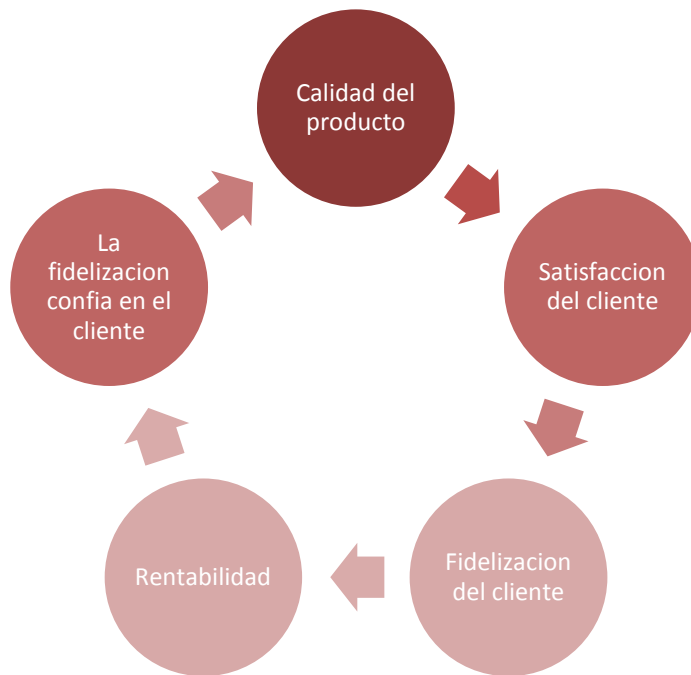 Calidad del
producto
Satisfaccion
del cliente
Fidelizacion
del cliente
Rentabilidad
La
fidelizacion
confia en el
cliente